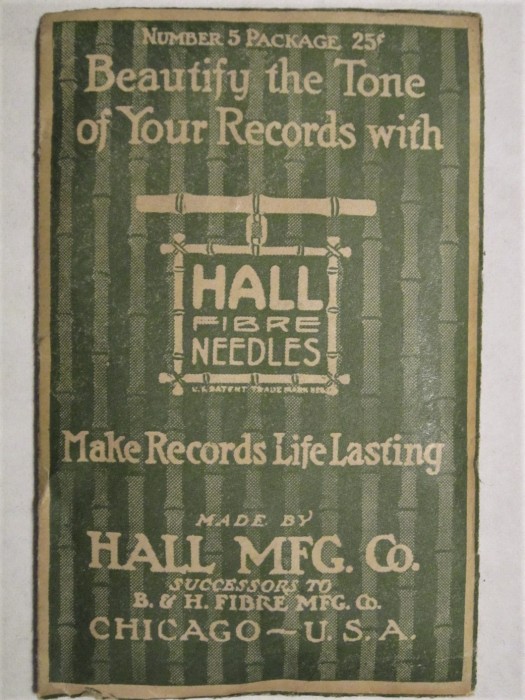 NUMBER 5 PACKAGE 25¢
Beautify the Tone
of Your Records with
HALL
FIBRE
NEEDLES
U.S. PATENT TRADE MARK REG.
Make Records Life Lasting
MADE BY
HALL MFG. Co.
SUCCESSORS TO
B. & H. FIBRE MFG. Co.
CHICAGO ~ U.S.A.